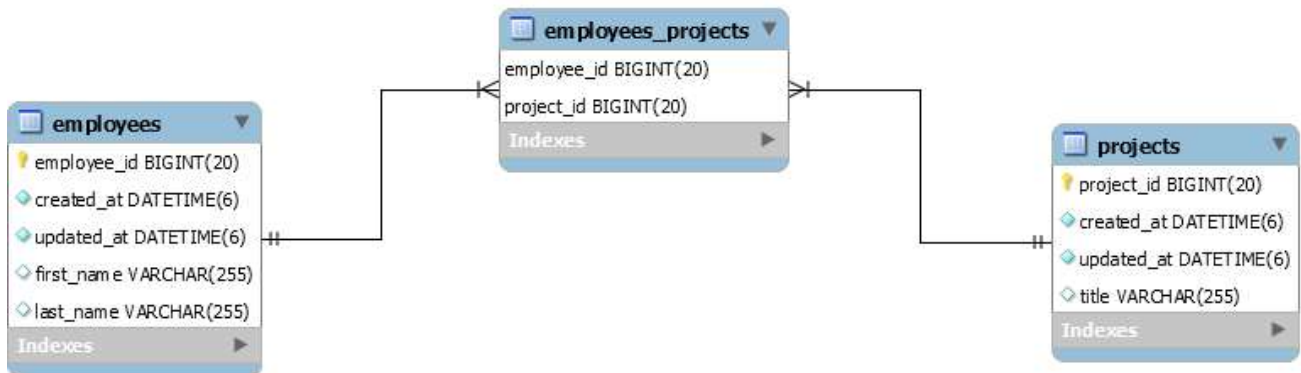 employees_projects
employee_id BIGINT(20)
project_id BIGINT(20)
Indexes
employees
employee_id BIGINT(20)
created_at DATETIME(6)
updated_at DATETIME(6)
first_name VARCHAR(255)
last_name VARCHAR(255)
Indexes
projects
project_id BIGINT(20)
created_at DATETIME(6)
updated_at DATETIME(6)
title VARCHAR(255)
Indexes